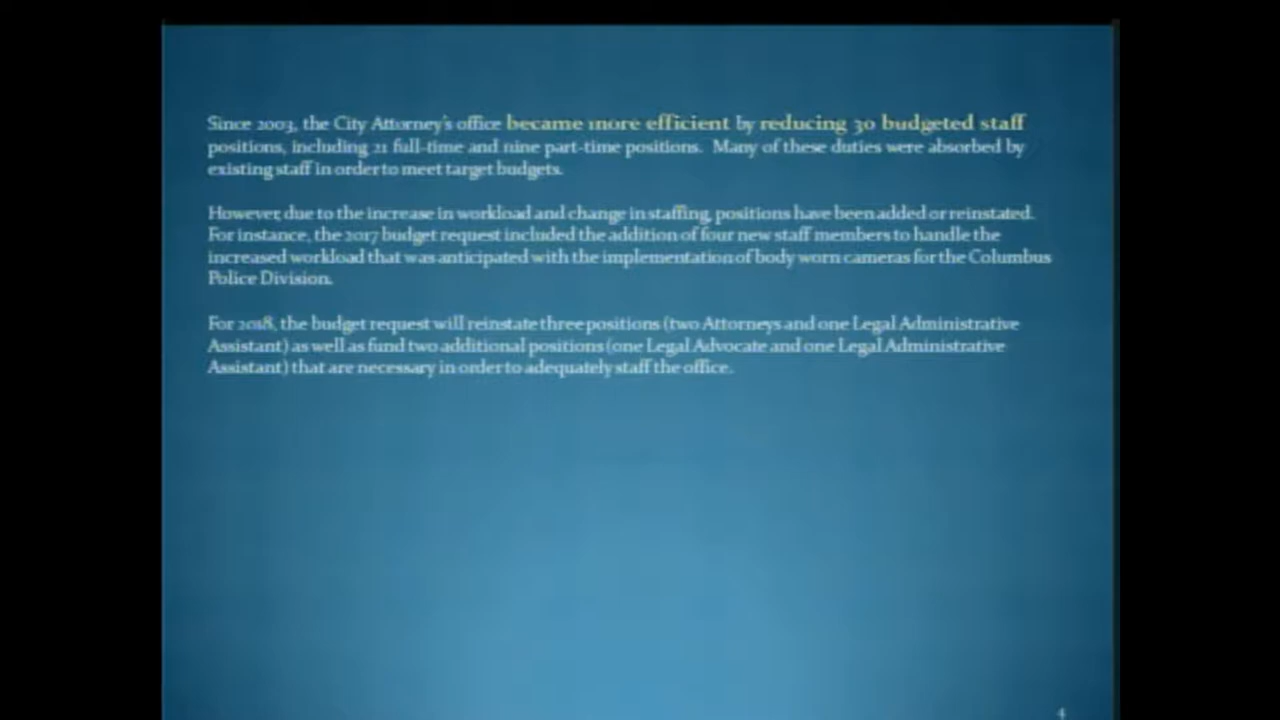 Since 2003, the City Attorney's office became more efficient by reducing 30 budgeted staff
positions, including 21 full-time and nine part-time positions. Many of these duties were absorbed by
existing staff in order to meet target budgets.
However, due to the increase in workload and change in staffing, positions have been added or reinstated.
For instance, the 2017 budget request included the addition of four new staff members to handle the
increased workload that was anticipated with the implementation of body worn cameras for the Columbus
Police Division.
For 2018, the budget request will reinstate three positions (two Attorneys and one Legal Administrative
Assistant) as well as fund two additional positions (one Legal Advocate and one Legal Administrative
Assistant) that are necessary in order to adequately staff the office.
4